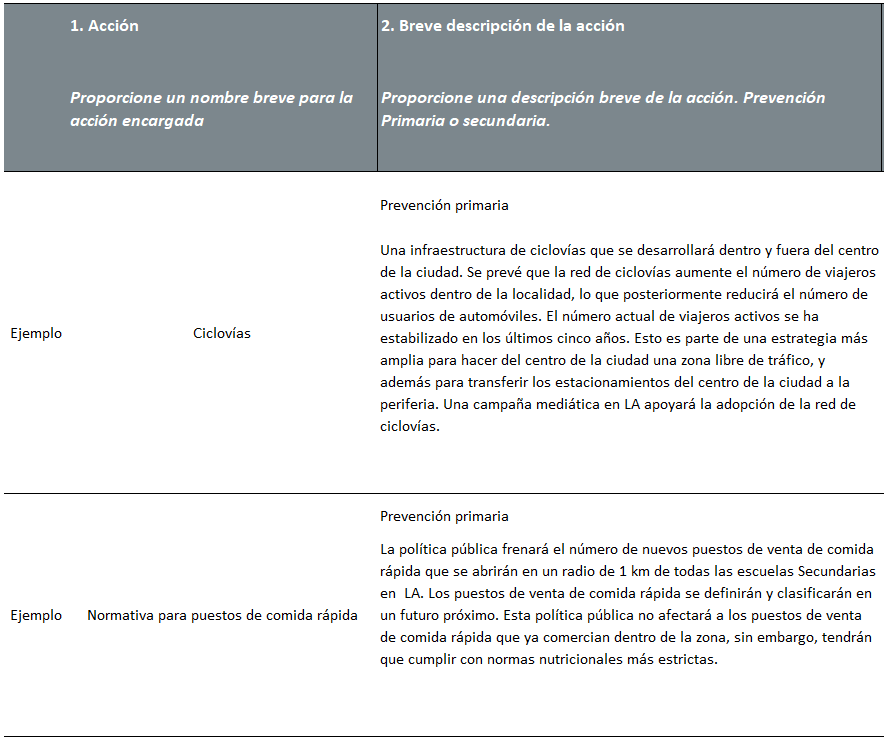 1. Acción
2. Breve descripción de la acción
Proporcione un nombre breve para la
acción encargada
Proporcione una descripción breve de la acción. Prevención
Primaria o secundaria.
Ejemplo
Ciclovías
Prevención primaria
Una infraestructura de ciclovías que se desarrollará dentro y fuera del centro
de la ciudad. Se prevé que la red de ciclovías aumente el número de viajeros
activos dentro de la localidad, lo que posteriormente reducirá el número de
usuarios de automóviles. El número actual de viajeros activos se ha
estabilizado en los últimos cinco años. Esto es parte de una estrategia más
amplia para hacer del centro de la ciudad una zona libre de tráfico, y
además para transferir los estacionamientos del centro de la ciudad a la
periferia. Una campaña mediática en LA apoyará la adopción de la red de
ciclovías.
Ejemplo
Normativa para puestos de comida rápida
Prevención primaria
La política pública frenará el número de nuevos puestos de venta de comida
rápida que se abrirán en un radio de 1 km de todas las escuelas Secundarias
en  LA. Los puestos de venta de comida rápida se definirán y clasificarán en
un futuro próximo. Esta política pública no afectará a los puestos de venta
de comida rápida que ya comercian dentro de la zona, sin embargo, tendrán
que cumplir con normas nutricionales más estrictas.